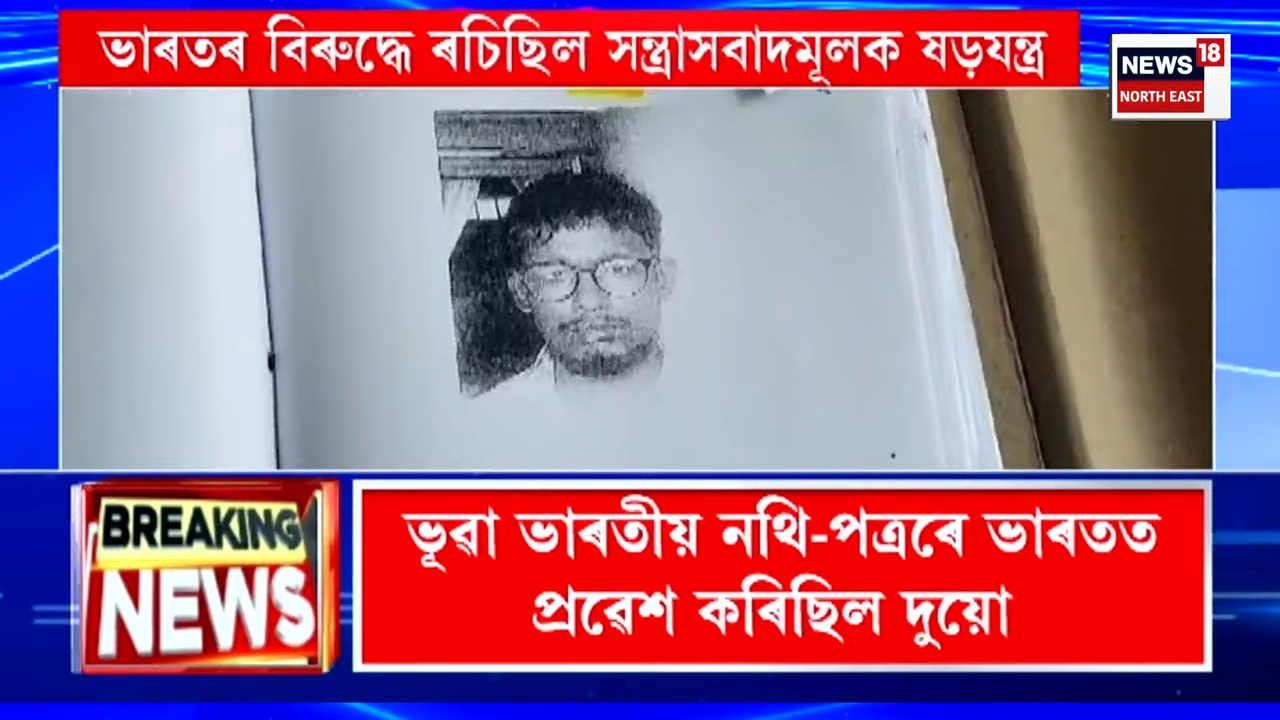 ভাৰতৰ বিৰুদ্ধে ৰচিছিল সন্ত্ৰাসবাদমূলক ষড়যন্ত্ৰ
NEWS 18
NORTH EAST
BREAKING
NEWS
ভূৱা ভাৰতীয় নথি-পত্ৰৰে ভাৰতত
প্ৰৱেশ কৰিছিল দুয়ো